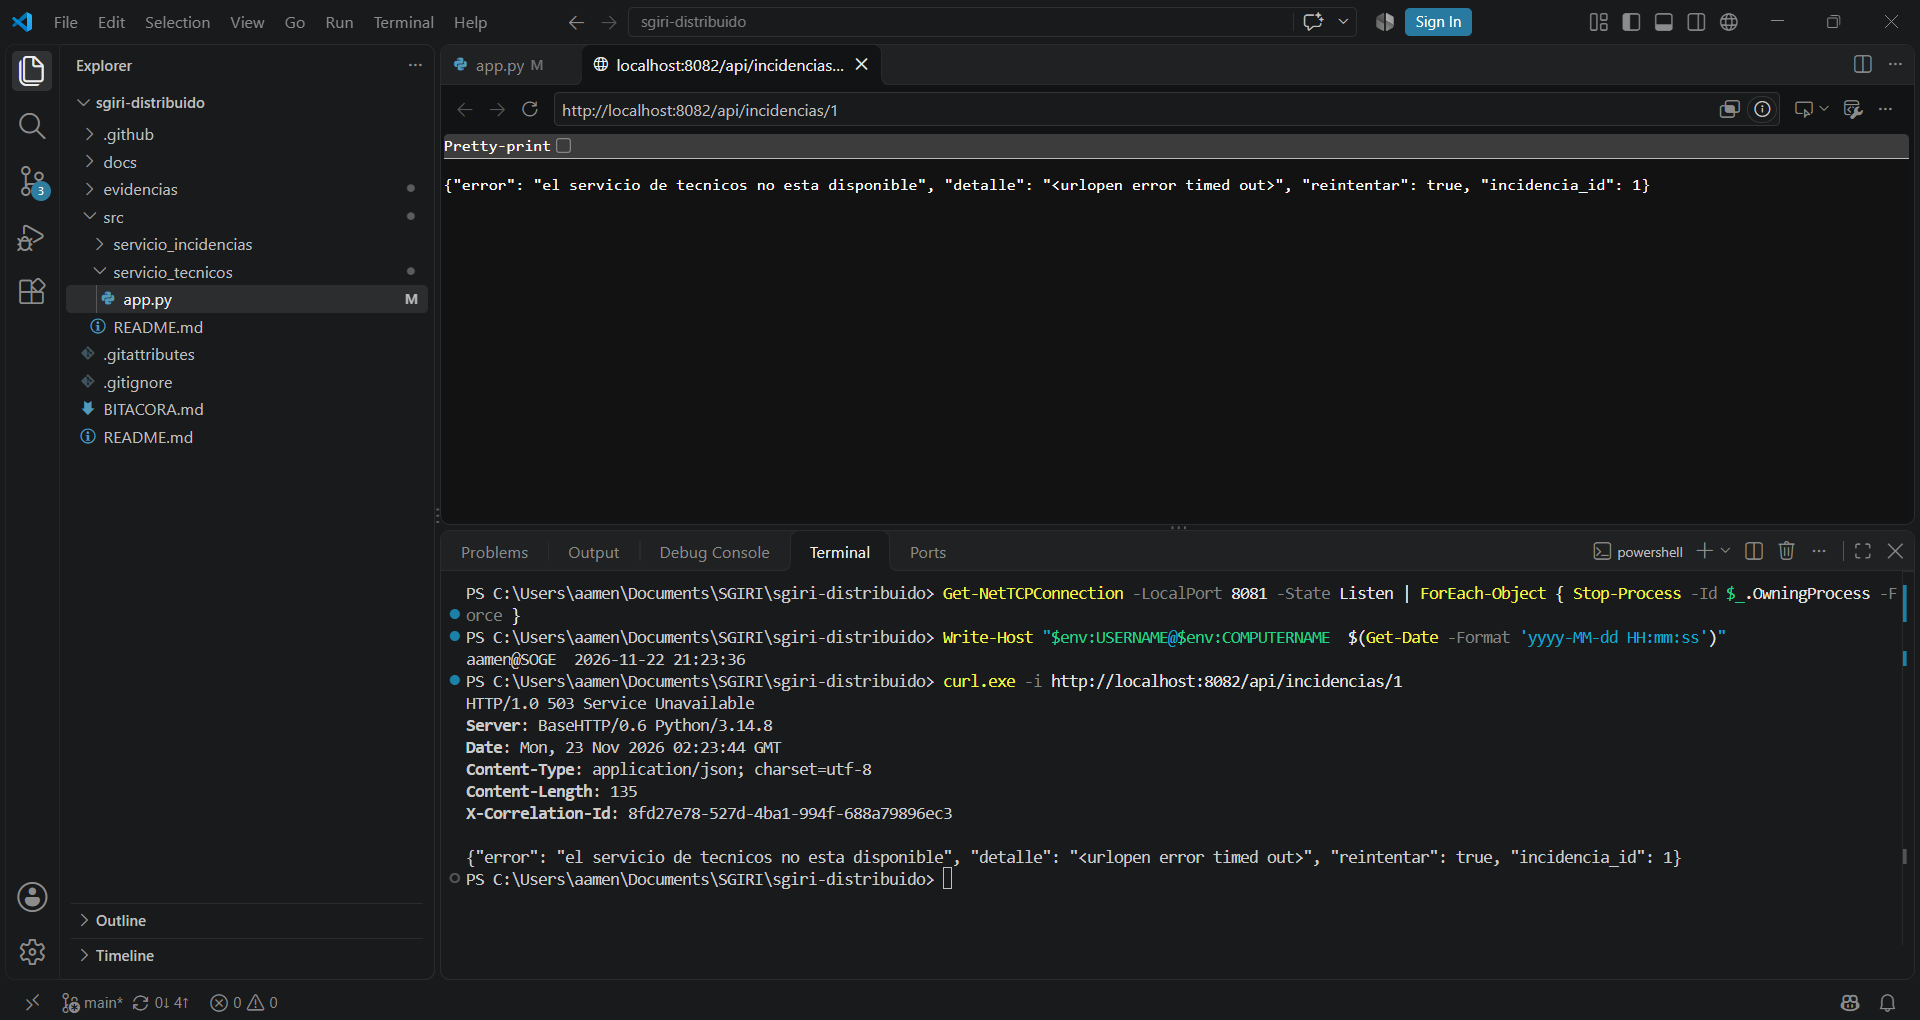 File Edit Selection View Go Run Terminal Help
sgiri-distribuido
Sign In
Explorer
sgiri-distribuido
.github
docs
evidencias
src
servicio_incidencias
servicio_tecnicos
app.py M
README.md
.gitattributes
.gitignore
BITACORA.md
README.md
Outline
Timeline
3
app.py M
localhost:8082/api/incidencias...
http://localhost:8082/api/incidencias/1
Pretty-print
{"error": "el servicio de tecnicos no esta disponible", "detalle": "<urlopen error timed out>", "reintentar": true, "incidencia_id": 1}
Problems Output Debug Console Terminal Ports
powershell
PS C:\Users\aamen\Documents\SGIRI\sgiri-distribuido> Get-NetTCPConnection -LocalPort 8081 -State Listen | ForEach-Object { Stop-Process -Id $_.OwningProcess -F
orce }
PS C:\Users\aamen\Documents\SGIRI\sgiri-distribuido> Write-Host "$env:USERNAME@$env:COMPUTERNAME  $(Get-Date -Format 'yyyy-MM-dd HH:mm:ss')"
aamen@SOGE  2026-11-22 21:23:36
PS C:\Users\aamen\Documents\SGIRI\sgiri-distribuido> curl.exe -i http://localhost:8082/api/incidencias/1
HTTP/1.0 503 Service Unavailable
Server: BaseHTTP/0.6 Python/3.14.8
Date: Mon, 23 Nov 2026 02:23:44 GMT
Content-Type: application/json; charset=utf-8
Content-Length: 135
X-Correlation-Id: 8fd27e78-527d-4ba1-994f-688a79896ec3
{"error": "el servicio de tecnicos no esta disponible", "detalle": "<urlopen error timed out>", "reintentar": true, "incidencia_id": 1}
PS C:\Users\aamen\Documents\SGIRI\sgiri-distribuido>
main* 0↓ 4↑ 0 0